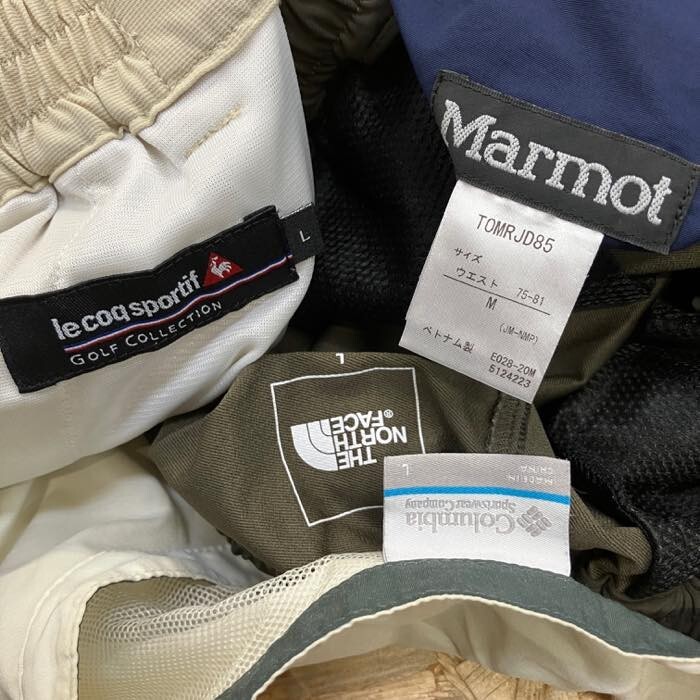 Marmot
TOMRJD85
サイズ
ウエスト 75-81
M
(JM-NMP)
ベトナム製 E028-20M
5124223
L
le coq sportif
GOLF COLLECTION
L
THE
NORTH
FACE®
L
MADE IN
CHINA
Columbia
Sportswear Company